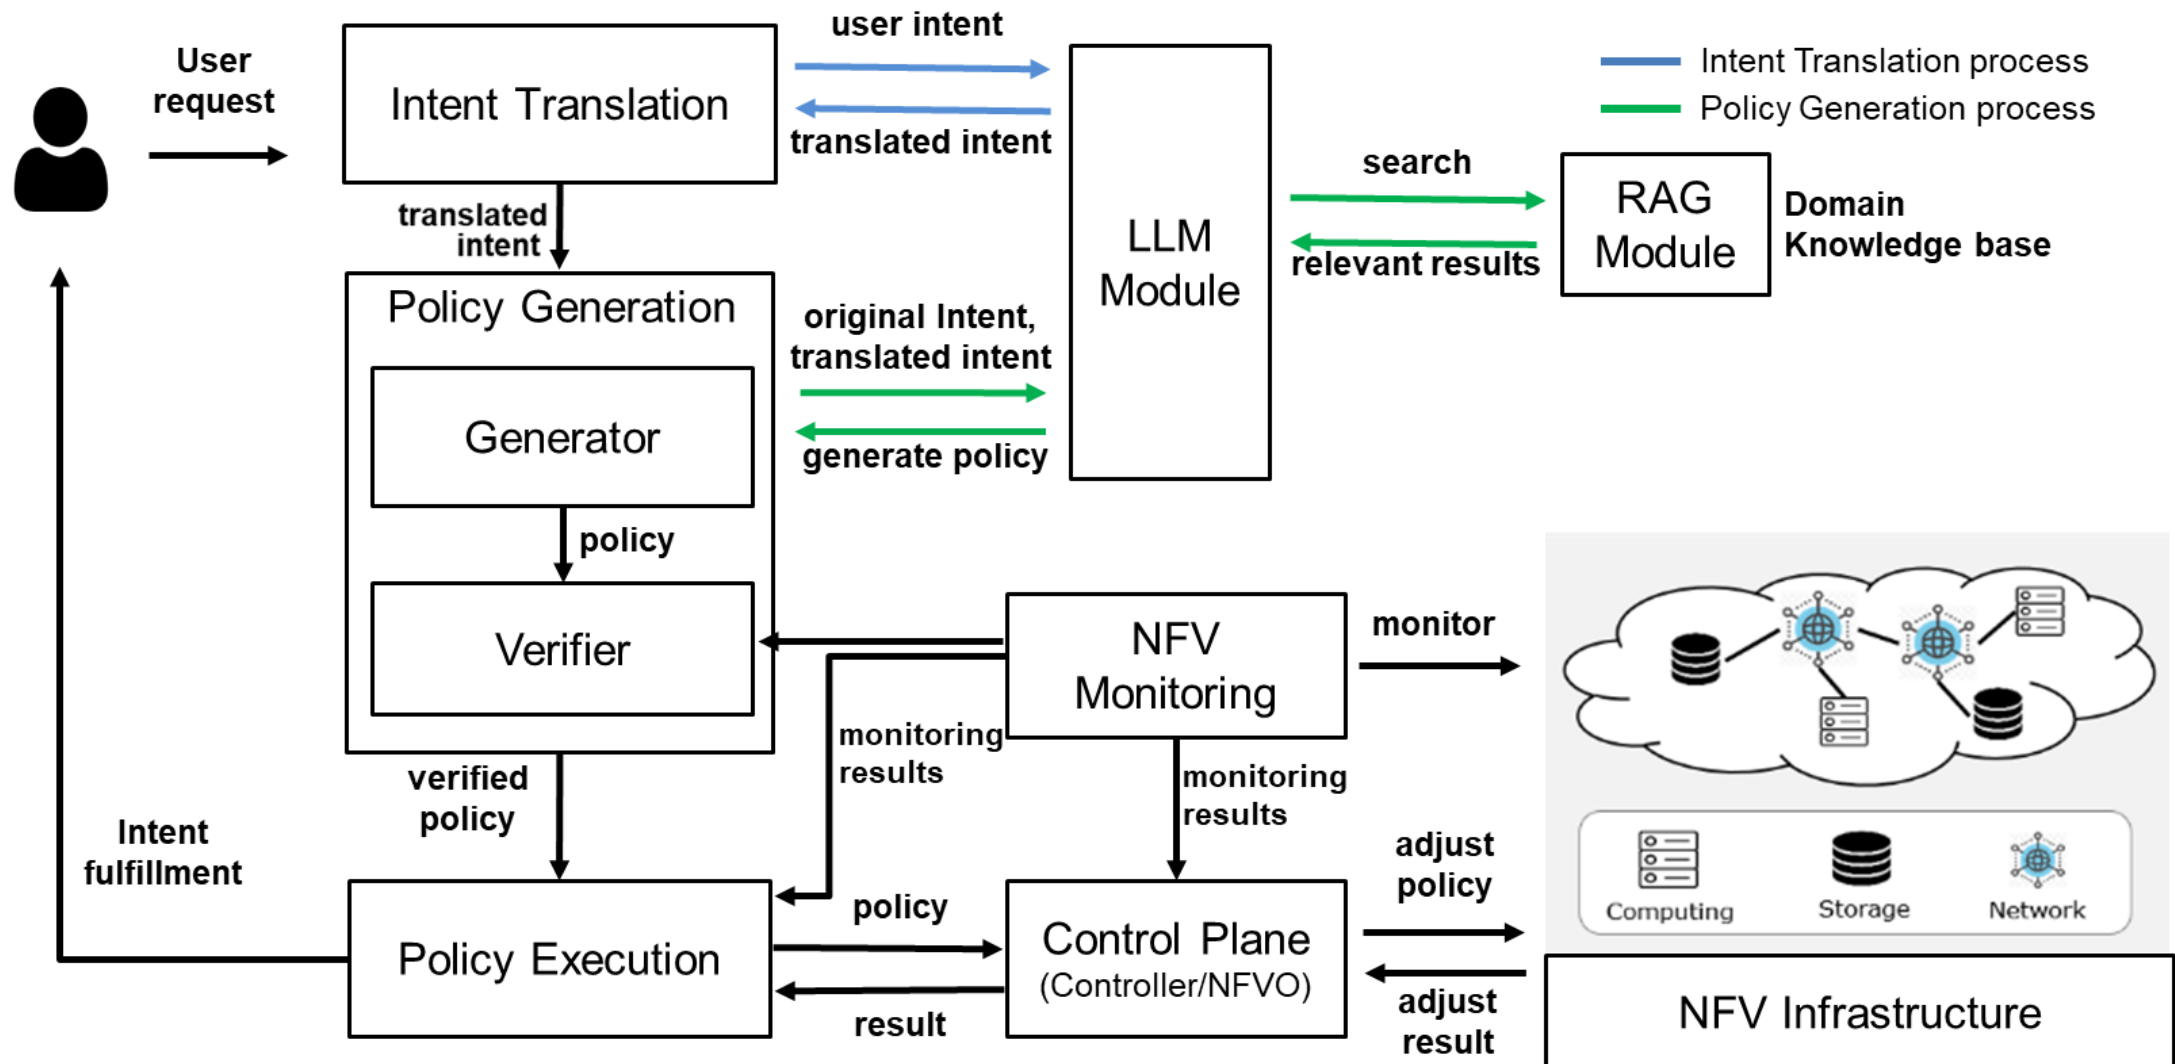 User
request
Intent Translation
user intent
translated intent
Intent Translation process
Policy Generation process
LLM
Module
search
relevant results
RAG
Module
Domain
Knowledge base
translated
intent
Policy Generation
original Intent,
translated intent
generate policy
Generator
policy
Verifier
NFV
Monitoring
monitor
monitoring
results
monitoring
results
verified
policy
Intent
fulfillment
Policy Execution
policy
result
Control Plane
(Controller/NFVO)
adjust
policy
adjust
result
Computing
Storage
Network
NFV Infrastructure